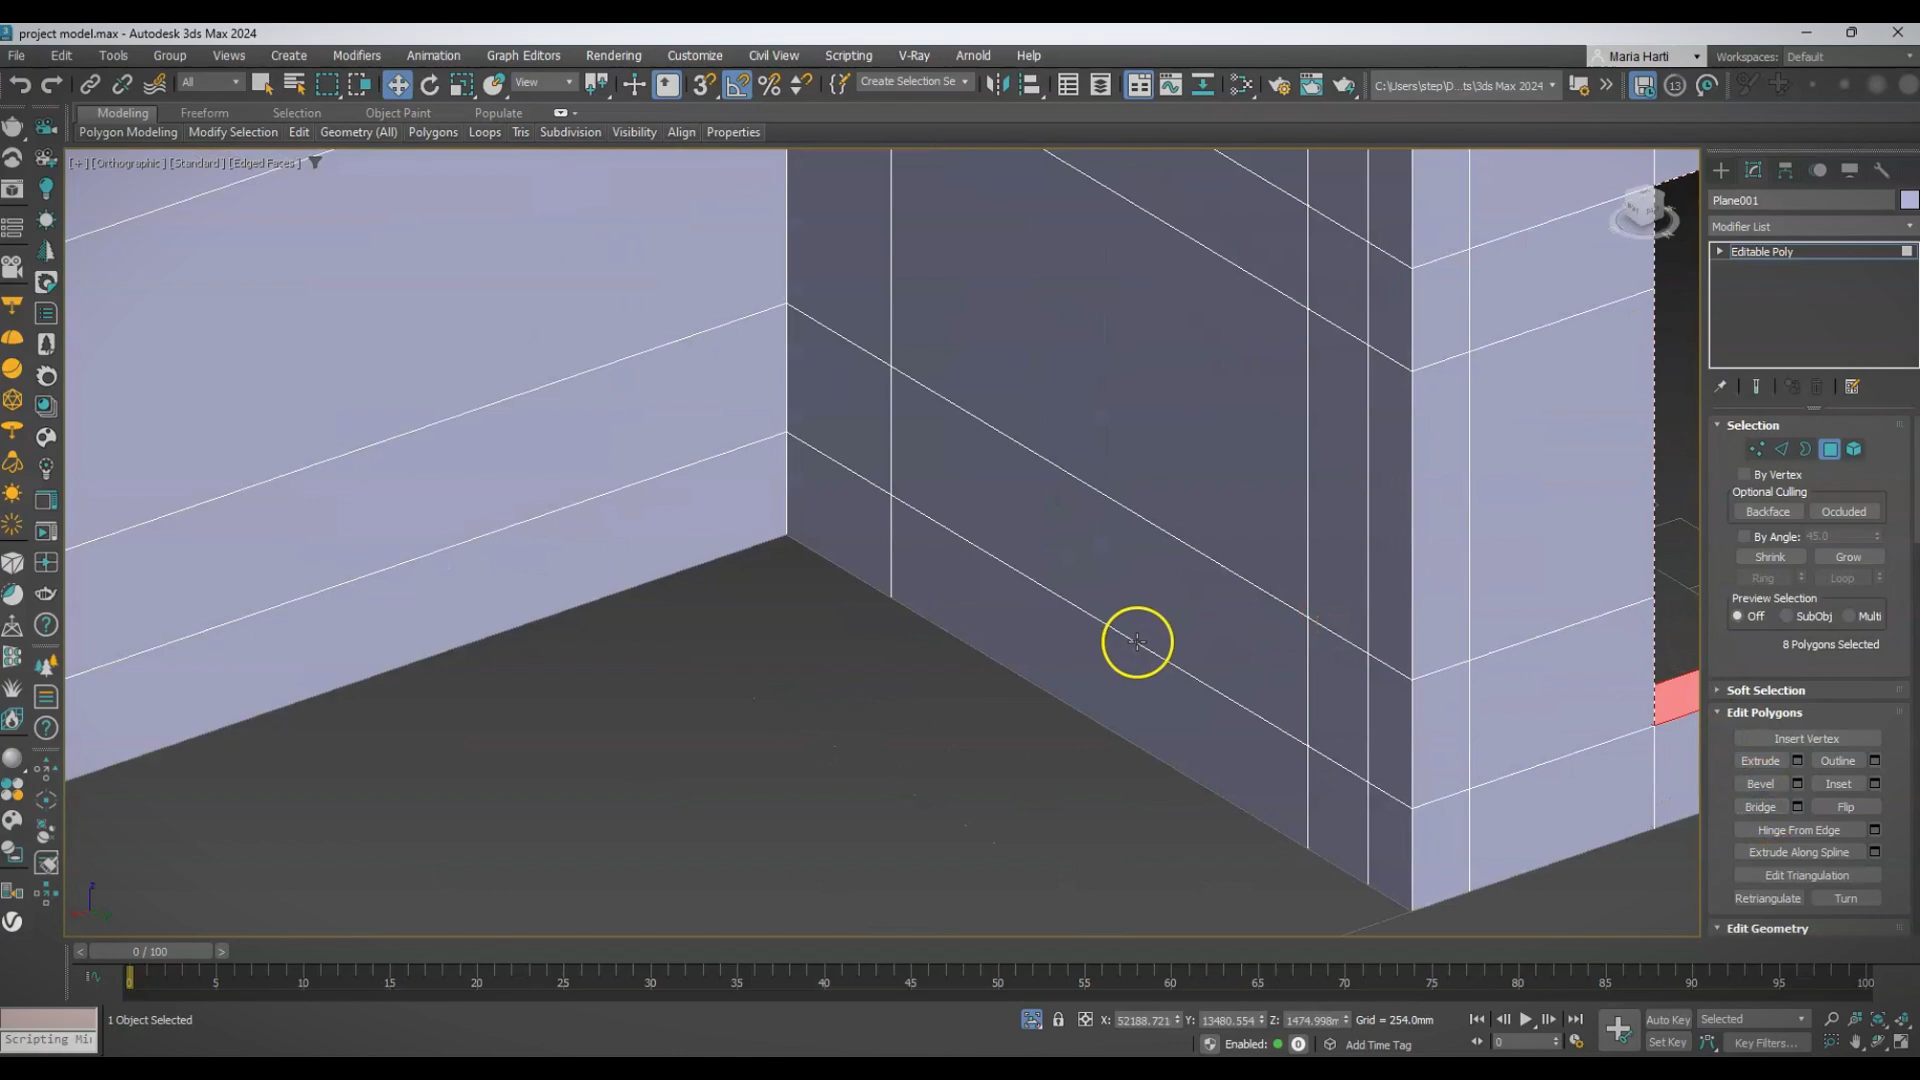 project model.max - Autodesk 3ds Max 2024
File Edit Tools Group Views Create Modifiers Animation Graph Editors Rendering Customize Civil View Scripting V-Ray Arnold Help
Maria Harti Workspaces: Default
All View Create Selection Se C:\Users\step\D...ts\3ds Max 2024
Modeling Freeform Selection Object Paint Populate
Polygon Modeling Modify Selection Edit Geometry (All) Polygons Loops Tris Subdivision Visibility Align Properties
[+] [Orthographic] [Standard] [Edged Faces]
Plane001
Modifier List
Editable Poly
Selection
By Vertex
Optional Culling
Backface Occluded
By Angle: 45.0
Shrink Grow
Ring Loop
Preview Selection
Off SubObj Multi
8 Polygons Selected
Soft Selection
Edit Polygons
Insert Vertex
Extrude Outline
Bevel Inset
Bridge Flip
Hinge From Edge
Extrude Along Spline
Edit Triangulation
Retriangulate Turn
Edit Geometry
z
< 0 / 100 >
0 5 10 15 20 25 30 35 40 45 50 55 60 65 70 75 80 85 90 95 100
1 Object Selected X: 52188.721 Y: 13480.554 Z: 1474.998m Grid = 254.0mm Auto Key Selected
Scripting Mi Enabled: 0 Add Time Tag 0 Set Key Key Filters...